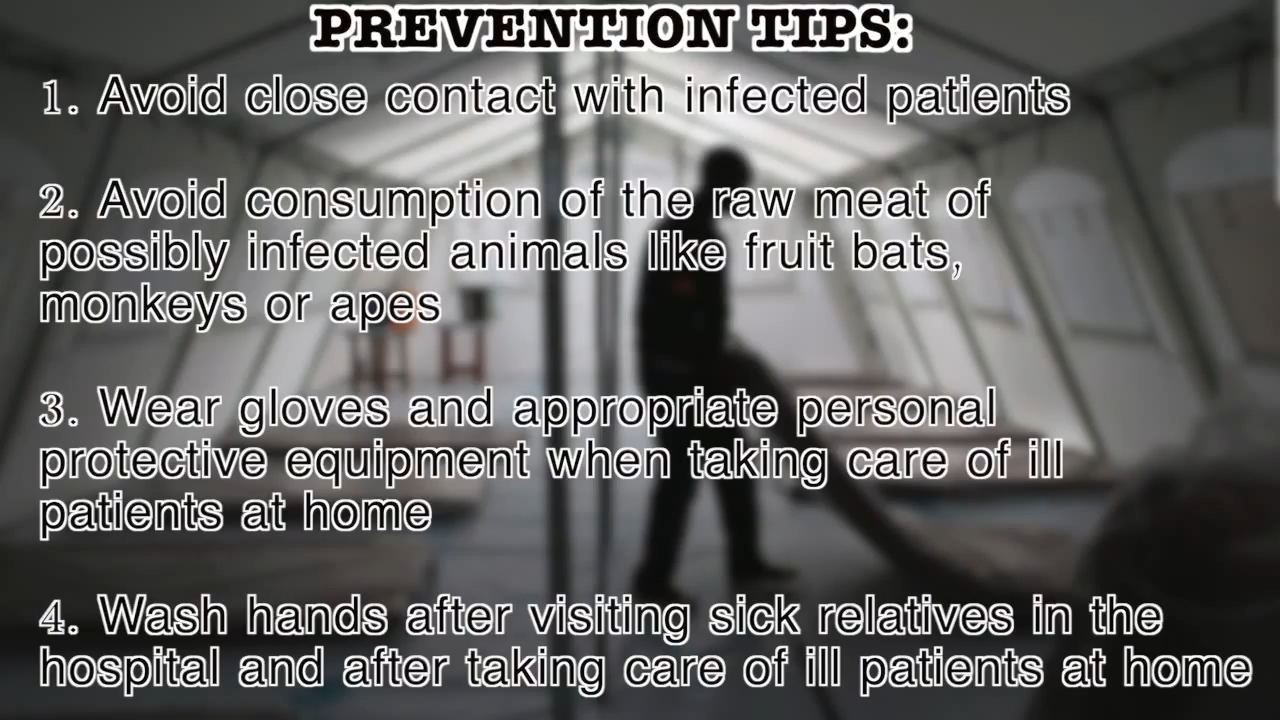 PREVENTION TIPS:
1. Avoid close contact with infected patients
2. Avoid consumption of the raw meat of
possibly infected animals like fruit bats,
monkeys or apes
3. Wear gloves and appropriate personal
protective equipment when taking care of ill
patients at home
4. Wash hands after visiting sick relatives in the
hospital and after taking care of ill patients at home